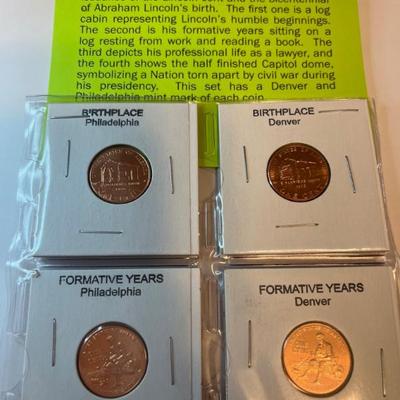 of Abraham Lincoln's birth. The first one is a log
cabin representing Lincoln's humble beginnings.
The second is his formative years sitting on a
log resting from work and reading a book. The
third depicts his professional life as a lawyer, and
the fourth shows the half finished Capitol dome,
symbolizing a Nation torn apart by civil war during
his presidency. This set has a Denver and
Philadelphia mint mark of each coin.
BIRTHPLACE
Philadelphia
BIRTHPLACE
Denver
FORMATIVE YEARS
Philadelphia
FORMATIVE YEARS
Denver